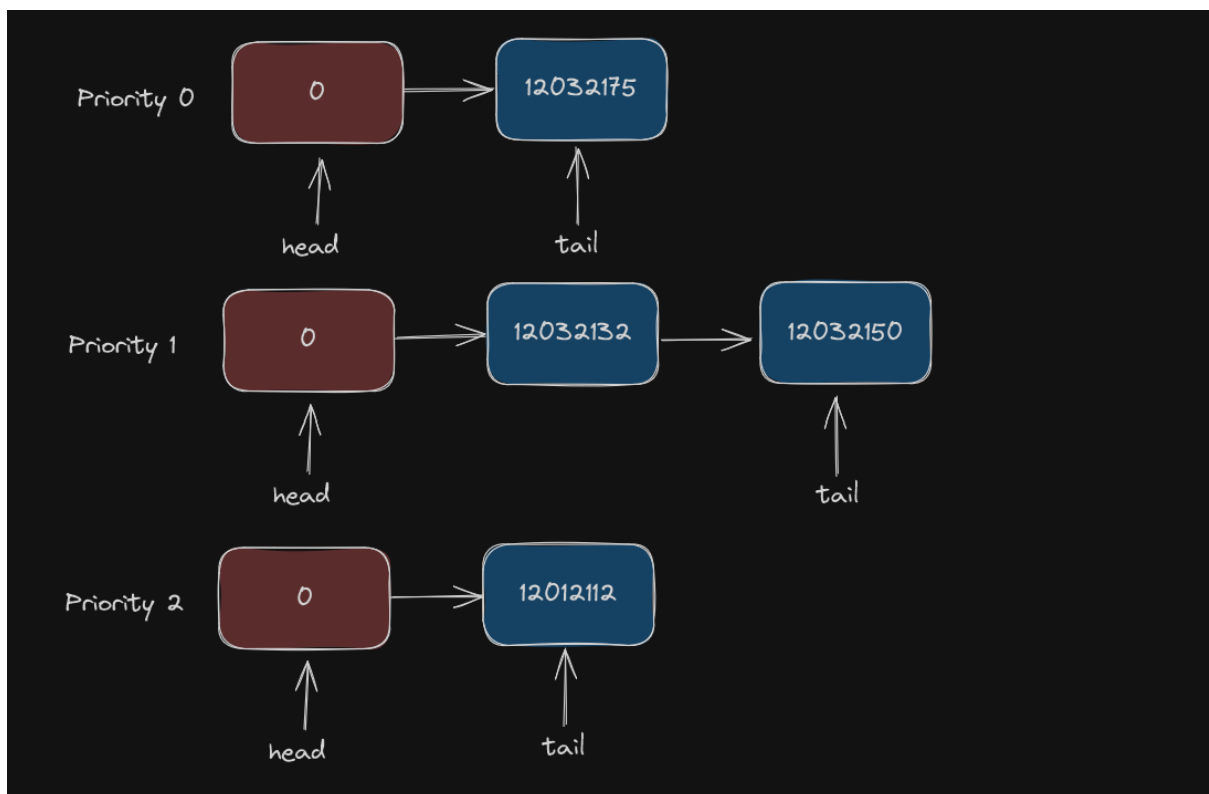 Priority 0
0
12032175
head
tail
Priority 1
0
12032132
12032150
head
tail
Priority 2
0
12012112
head
tail